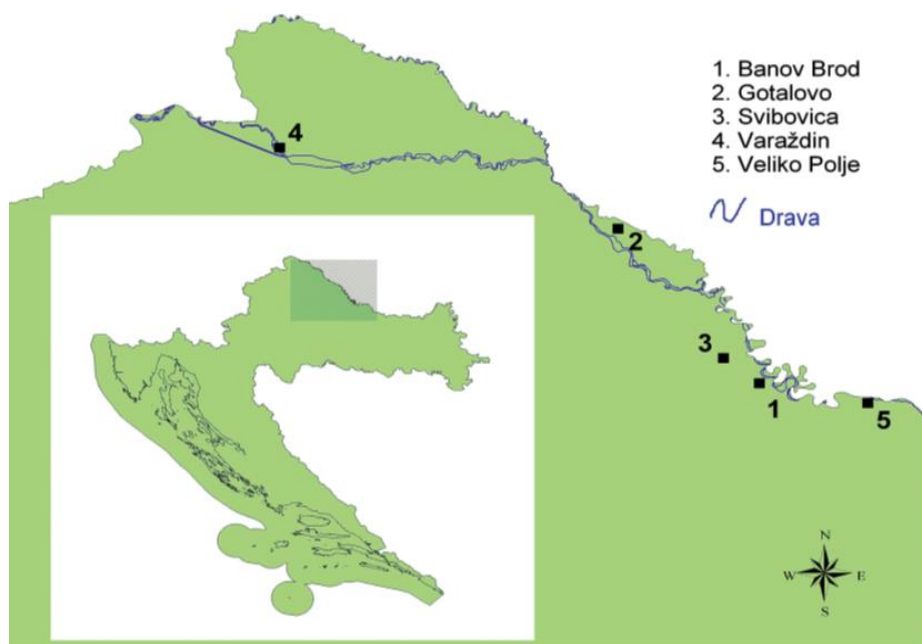 1. Banov Brod
2. Gotalovo
3. Svibovica
4. Varaždin
5. Veliko Polje
Drava
4
2
3
1
5
N
W E
S